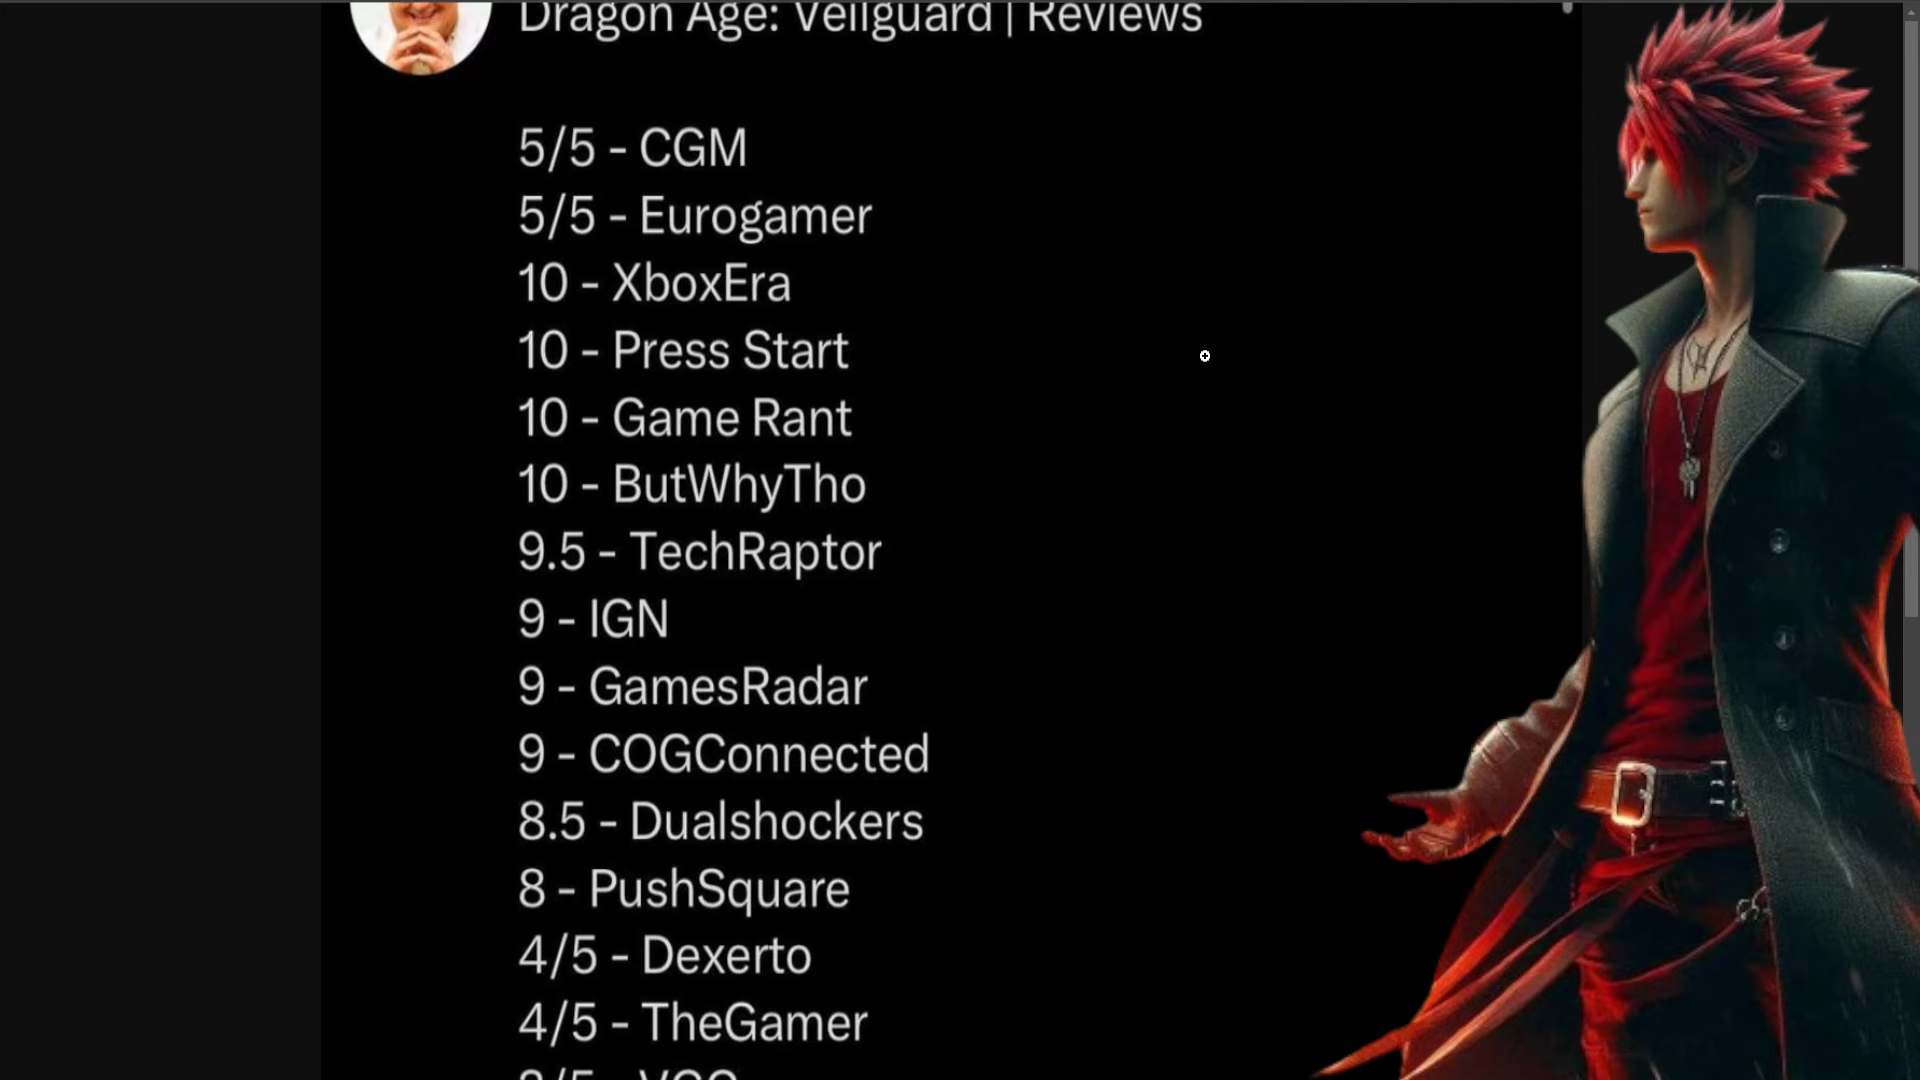 Dragon Age: Veilguard | Reviews
5/5 - CGM
5/5 - Eurogamer
10 - XboxEra
10 - Press Start
10 - Game Rant
10 - ButWhyTho
9.5 - TechRaptor
9 - IGN
9 - GamesRadar
9 - COGConnected
8.5 - Dualshockers
8 - PushSquare
4/5 - Dexerto
4/5 - TheGamer